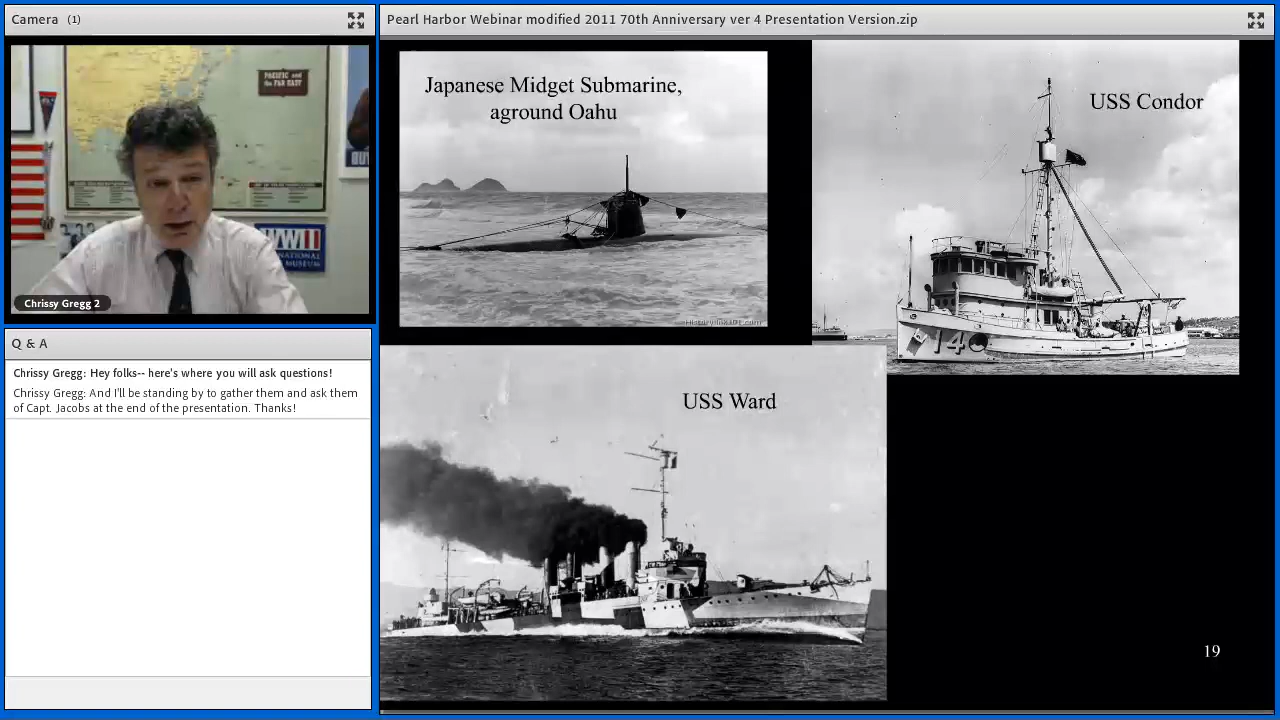 Camera (1)
Pearl Harbor Webinar modified 2011 70th Anniversary ver 4 Presentation Version.zip
PACIFIC and
the FAR EAST
WWII
NATIONAL
MUSEUM
Chrissy Gregg 2
Q & A
Chrissy Gregg: Hey folks-- here's where you will ask questions!
Chrissy Gregg: And I'll be standing by to gather them and ask them
of Capt. Jacobs at the end of the presentation. Thanks!
Japanese Midget Submarine,
aground Oahu
USS Condor
14
USS Ward
19